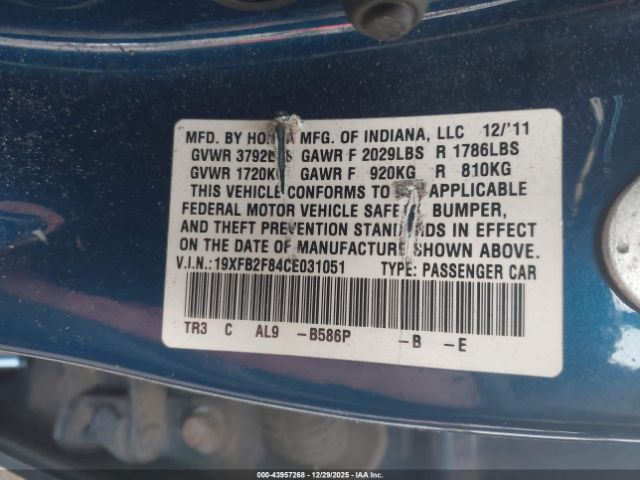 MFD. BY HONDA MFG. OF INDIANA, LLC 12/'11
GVWR 3792LBS GAWR F 2029LBS R 1786LBS
GVWR 1720KG GAWR F 920KG R 810KG
THIS VEHICLE CONFORMS TO ALL APPLICABLE
FEDERAL MOTOR VEHICLE SAFETY, BUMPER,
AND THEFT PREVENTION STANDARDS IN EFFECT
ON THE DATE OF MANUFACTURE SHOWN ABOVE.
V.I.N.: 19XFB2F84CE031051 TYPE: PASSENGER CAR
TR3 C AL9 -B586P -B -E
000-43957268 - 12/29/2025 - IAAHOLDINGS, LLC